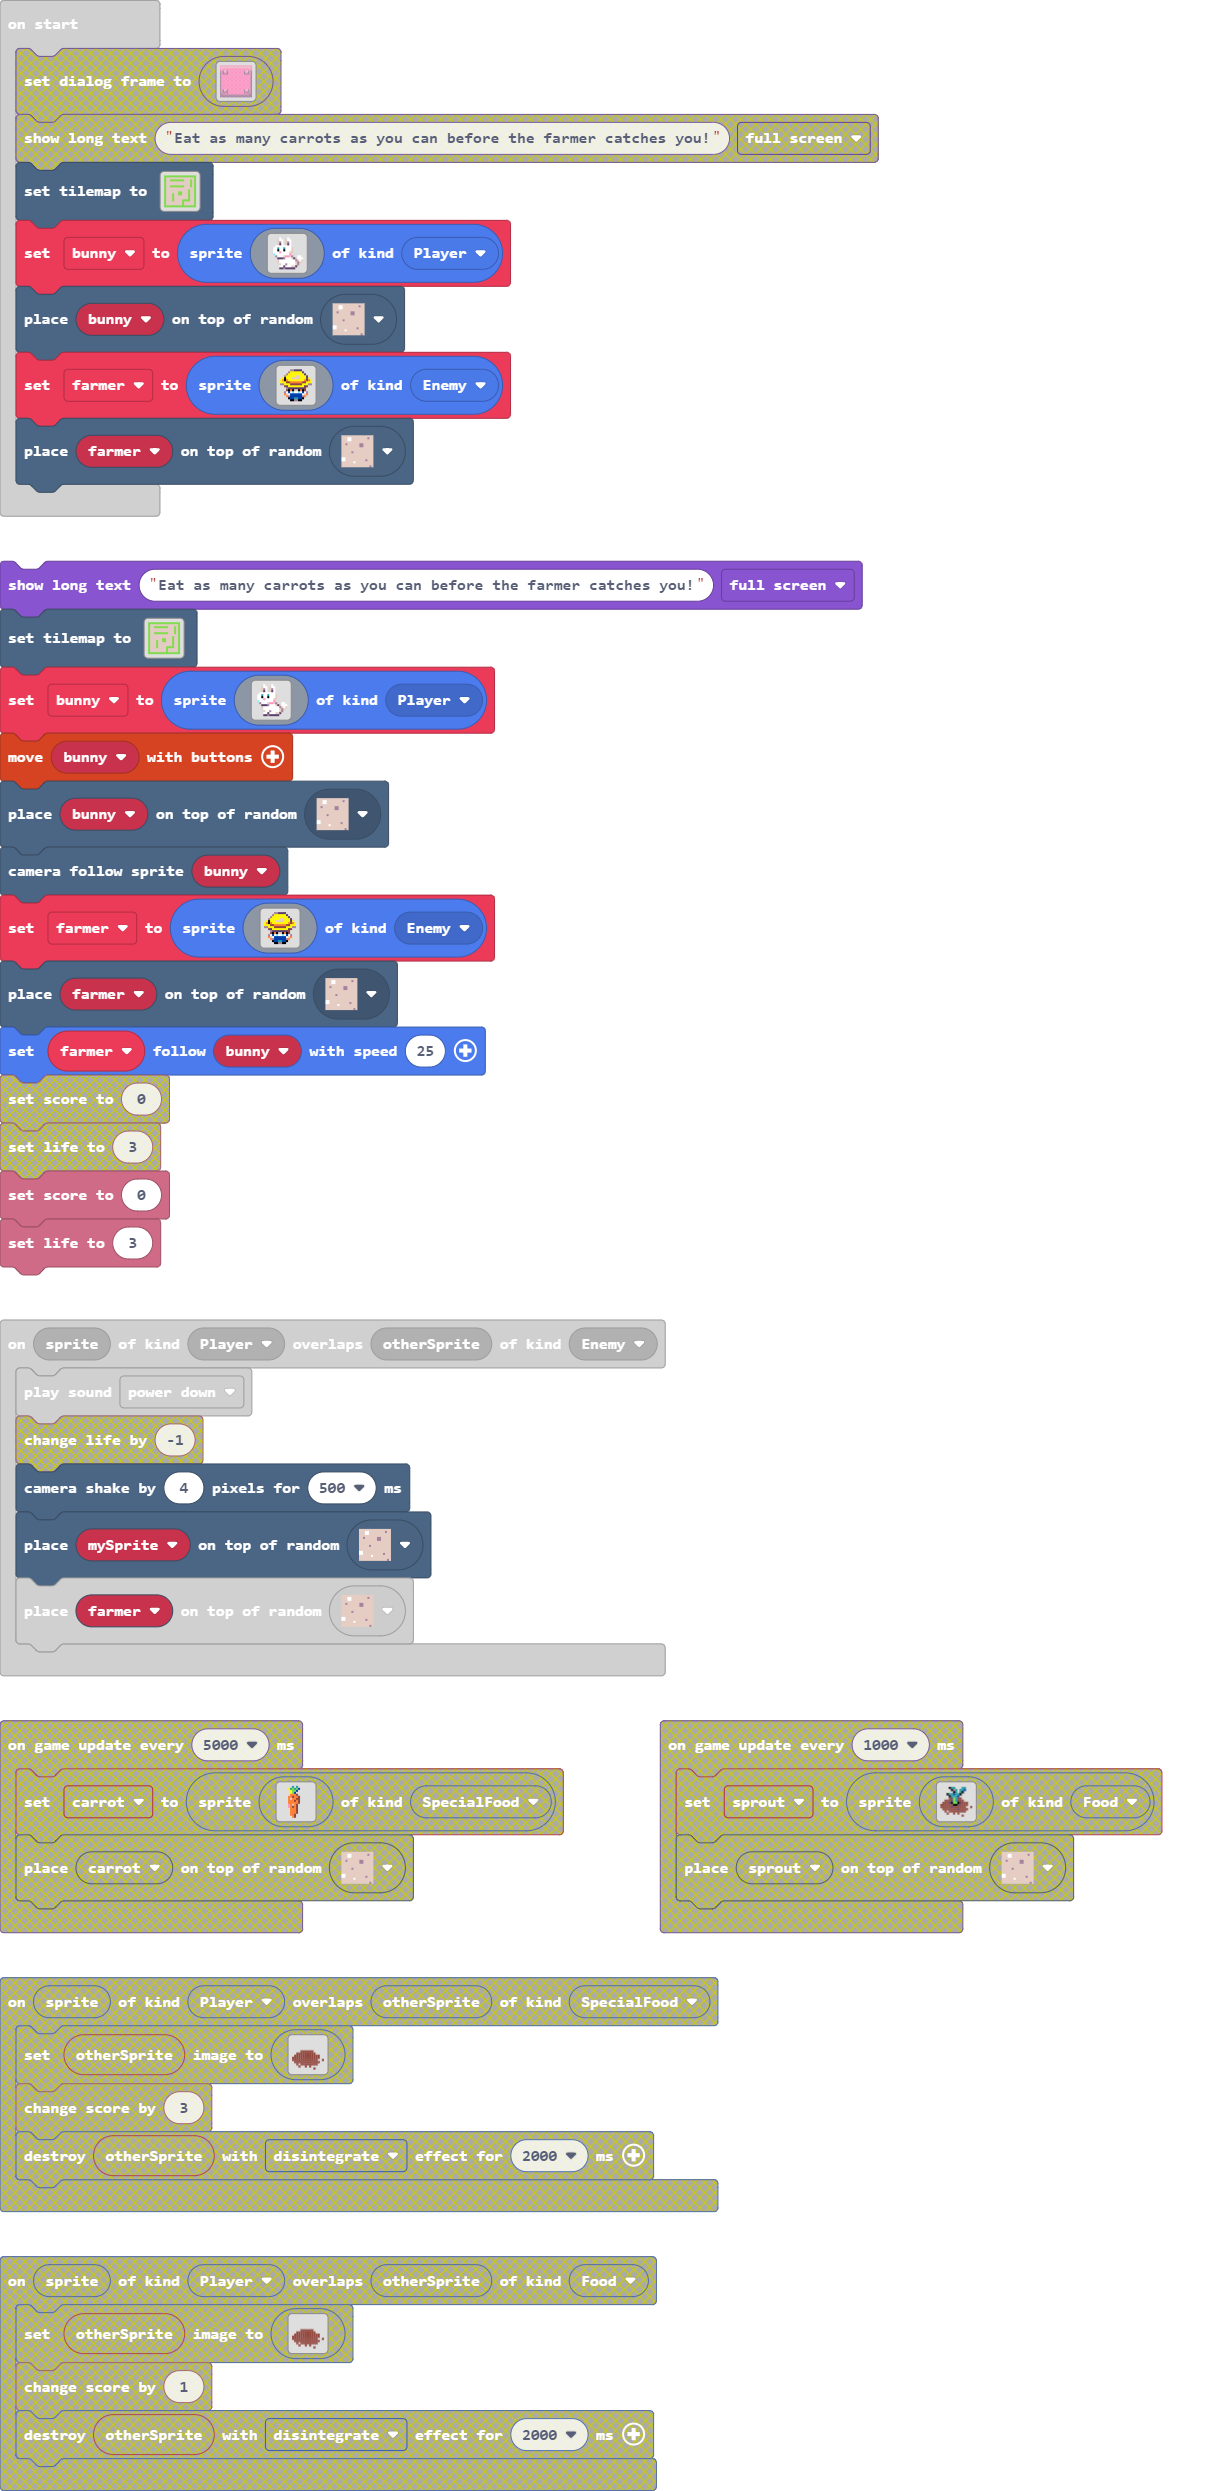 on start
set dialog frame to
show long text "Eat as many carrots as you can before the farmer catches you!" full screen
set tilemap to
set bunny to sprite of kind Player
place bunny on top of random
set farmer to sprite of kind Enemy
place farmer on top of random
show long text "Eat as many carrots as you can before the farmer catches you!" full screen
set tilemap to
set bunny to sprite of kind Player
move bunny with buttons
place bunny on top of random
camera follow sprite bunny
set farmer to sprite of kind Enemy
place farmer on top of random
set farmer follow bunny with speed 25
set score to 0
set life to 3
set score to 0
set life to 3
on sprite of kind Player overlaps otherSprite of kind Enemy
play sound power down
change life by -1
camera shake by 4 pixels for 500 ms
place mySprite on top of random
place farmer on top of random
on game update every 5000 ms
set carrot to sprite of kind SpecialFood
place carrot on top of random
on game update every 1000 ms
set sprout to sprite of kind Food
place sprout on top of random
on sprite of kind Player overlaps otherSprite of kind SpecialFood
set otherSprite image to
change score by 3
destroy otherSprite with disintegrate effect for 2000 ms
on sprite of kind Player overlaps otherSprite of kind Food
set otherSprite image to
change score by 1
destroy otherSprite with disintegrate effect for 2000 ms